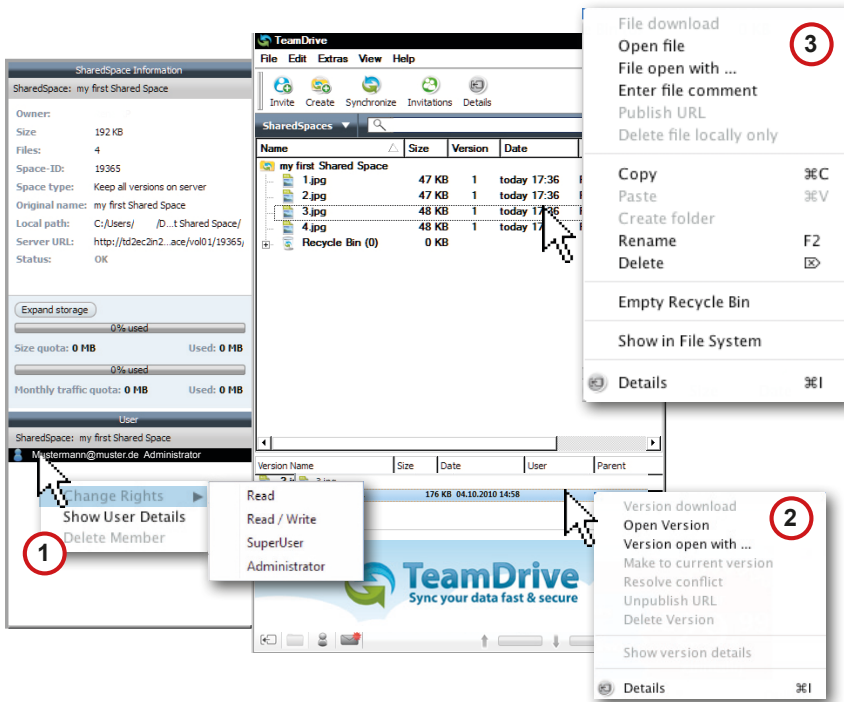 SharedSpace Information
SharedSpace: my first Shared Space
Owner:
Size 192 KB
Files: 4
Space-ID: 19365
Space type: Keep all versions on server
Original name: my first Shared Space
Local path: C:/Users/ /D...t Shared Space/
Server URL: http://td2ec2in2...ace/vol01/19365/
Status: OK
Expand storage
0% used
Size quota: 0 MB Used: 0 MB
0% used
Monthly traffic quota: 0 MB Used: 0 MB
User
SharedSpace: my first Shared Space
Mustermann@muster.de Administrator
Change Rights
Show User Details
Delete Member
1
Read
Read / Write
SuperUser
Administrator
TeamDrive
File Edit Extras View Help
Invite Create Synchronize Invitations Details
SharedSpaces
Name Size Version Date
my first Shared Space
1.jpg 47 KB 1 today 17:36
2.jpg 47 KB 1 today 17:36
3.jpg 48 KB 1 today 17:36
4.jpg 48 KB 1 today 17
Recycle Bin (0) 0 KB
Version Name Size Date User Parent
176 KB 04.10.2010 14:58
TeamDrive
Sync your data fast & secure
3
File download
Open file
File open with ...
Enter file comment
Publish URL
Delete file locally only
Copy ⌘C
Paste ⌘V
Create folder
Rename F2
Delete ⌦
Empty Recycle Bin
Show in File System
Details ⌘I
2
Version download
Open Version
Version open with ...
Make to current version
Resolve conflict
Unpublish URL
Delete Version
Show version details
Details ⌘I